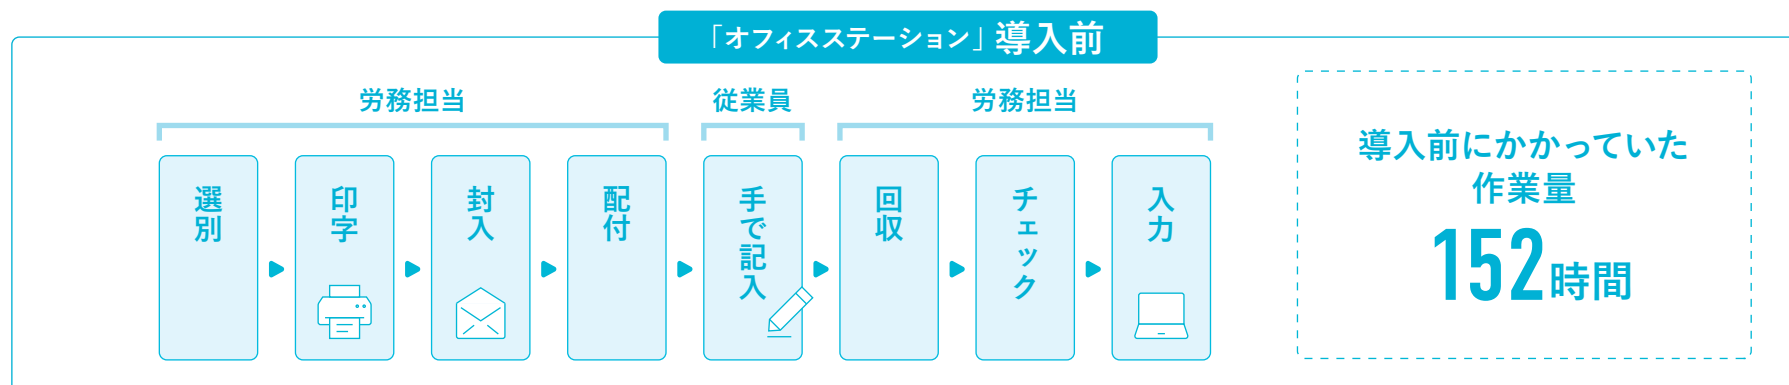 「オフィスステーション」導入前
労務担当
従業員
労務担当
選別
印字
封入
配付
手で記入
回収
チェック
入力
導入前にかかっていた
作業量
152時間